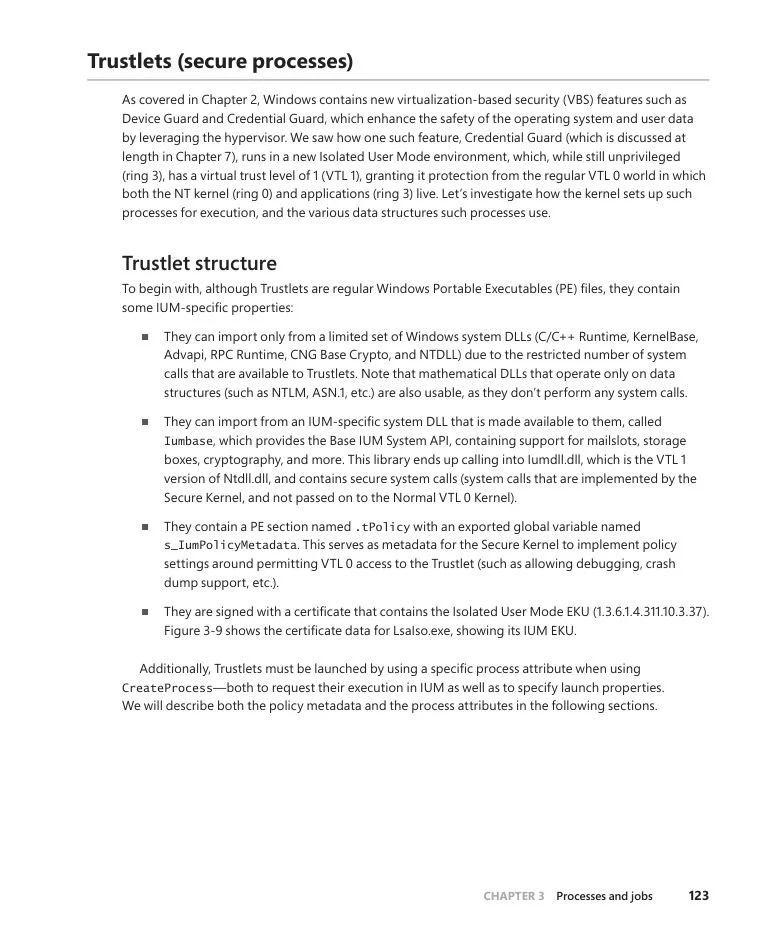 Trustlets (secure processes)
As covered in Chapter 2, Windows contains new virtualization-based security (VBS) features such as
Device Guard and Credential Guard, which enhance the safety of the operating system and user data
by leveraging the hypervisor. We saw how one such feature, Credential Guard (which is discussed at
length in Chapter 7), runs in a new Isolated User Mode environment, which, while still unprivileged
(ring 3), has a virtual trust level of 1 (VTL 1), granting it protection from the regular VTL 0 world in which
both the NT kernel (ring 0) and applications (ring 3) live. Let’s investigate how the kernel sets up such
processes for execution, and the various data structures such processes use.
Trustlet structure
To begin with, although Trustlets are regular Windows Portable Executables (PE) files, they contain
some IUM-specific properties:
■ They can import only from a limited set of Windows system DLLs (C/C++ Runtime, KernelBase,
Advapi, RPC Runtime, CNG Base Crypto, and NTDLL) due to the restricted number of system
calls that are available to Trustlets. Note that mathematical DLLs that operate only on data
structures (such as NTLM, ASN.1, etc.) are also usable, as they don’t perform any system calls.
■ They can import from an IUM-specific system DLL that is made available to them, called
Iumbase, which provides the Base IUM System API, containing support for mailslots, storage
boxes, cryptography, and more. This library ends up calling into Iumdll.dll, which is the VTL 1
version of Ntdll.dll, and contains secure system calls (system calls that are implemented by the
Secure Kernel, and not passed on to the Normal VTL 0 Kernel).
■ They contain a PE section named .tPolicy with an exported global variable named
s_IumPolicyMetadata. This serves as metadata for the Secure Kernel to implement policy
settings around permitting VTL 0 access to the Trustlet (such as allowing debugging, crash
dump support, etc.).
■ They are signed with a certificate that contains the Isolated User Mode EKU (1.3.6.1.4.311.10.3.37).
Figure 3-9 shows the certificate data for LsaIso.exe, showing its IUM EKU.
Additionally, Trustlets must be launched by using a specific process attribute when using
CreateProcess—both to request their execution in IUM as well as to specify launch properties.
We will describe both the policy metadata and the process attributes in the following sections.
CHAPTER 3 Processes and jobs 123